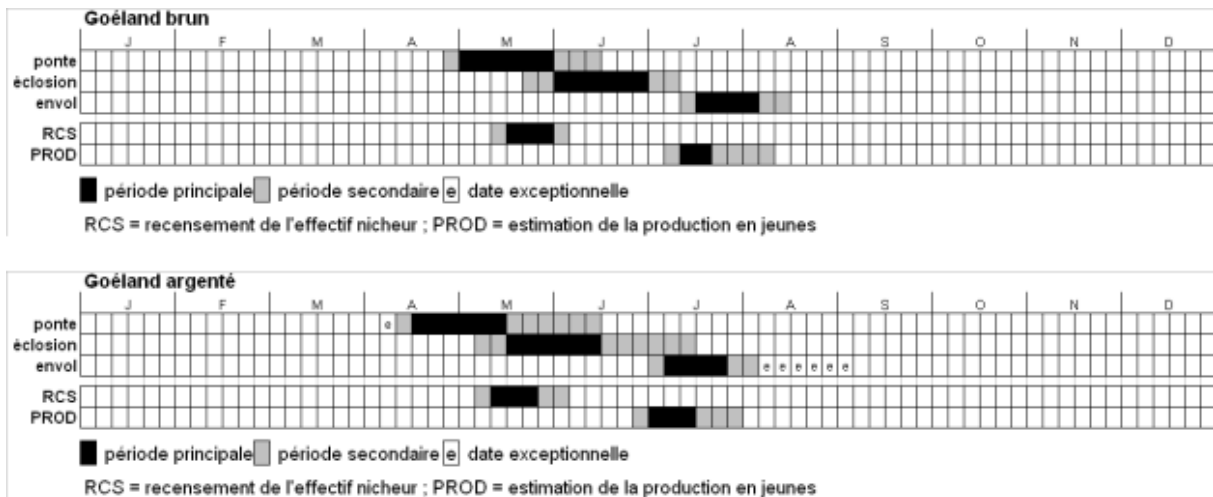 Goéland brun
J F M A M J J A S O N D
ponte
éclosion
envol
RCS
PROD
période principale période secondaire e date exceptionnelle
RCS = recensement de l'effectif nicheur ; PROD = estimation de la production en jeunes
Goéland argenté
J F M A M J J A S O N D
ponte e
éclosion
envol e e e e e e
RCS
PROD
période principale période secondaire e date exceptionnelle
RCS = recensement de l'effectif nicheur ; PROD = estimation de la production en jeunes